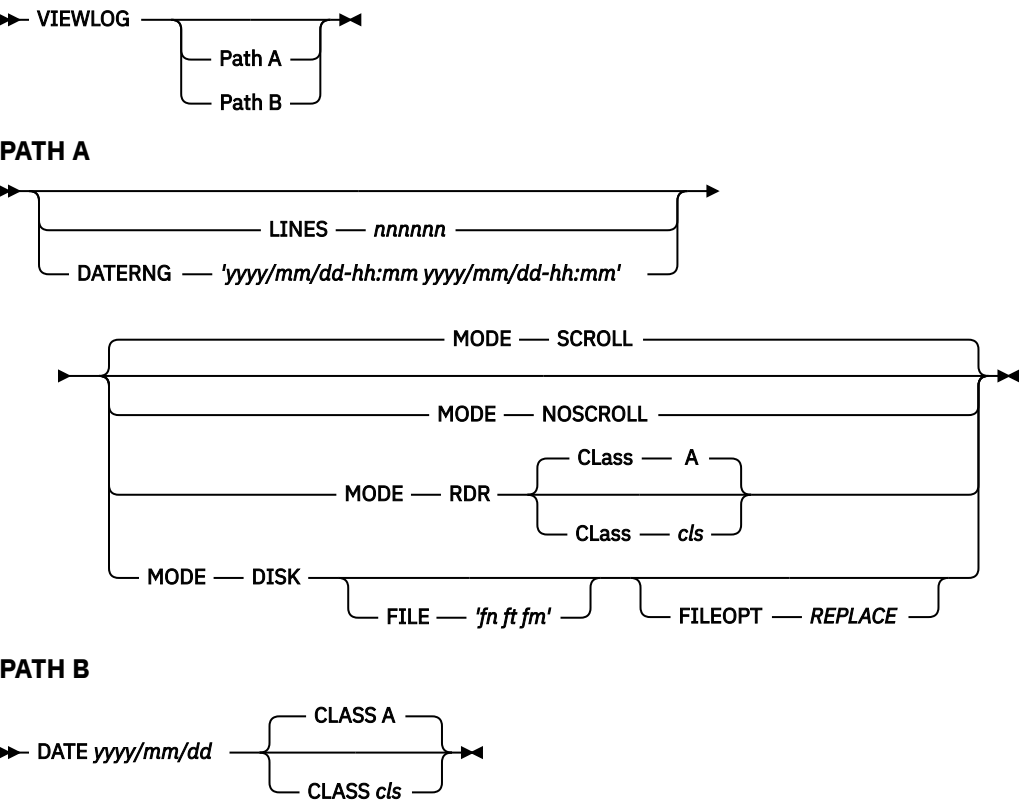 VIEWLOG
Path A
Path B
PATH A
LINES nnnnnn
DATERNG 'yyyy/mm/dd-hh:mm yyyy/mm/dd-hh:mm'
MODE SCROLL
MODE NOSCROLL
CLass A
MODE RDR
CLass cls
MODE DISK
FILE 'fn ft fm' FILEOPT REPLACE
PATH B
CLASS A
DATE yyyy/mm/dd
CLASS cls